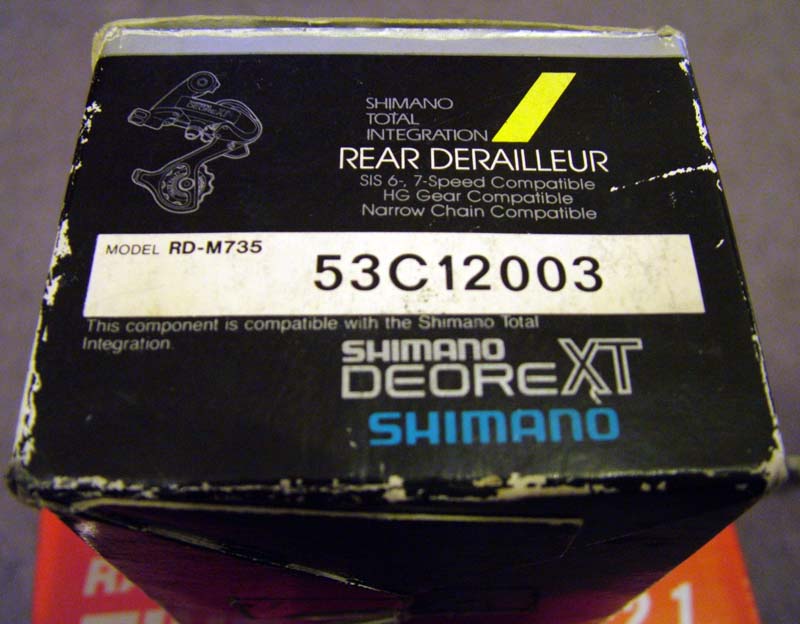 SHIMANO
TOTAL
INTEGRATION
REAR DERAILLEUR
SIS 6-, 7-Speed Compatible
HG Gear Compatible
Narrow Chain Compatible
MODEL RD-M735
53C12003
This component is compatible with the Shimano Total
Integration.
SHIMANO
DEORE XT
SHIMANO